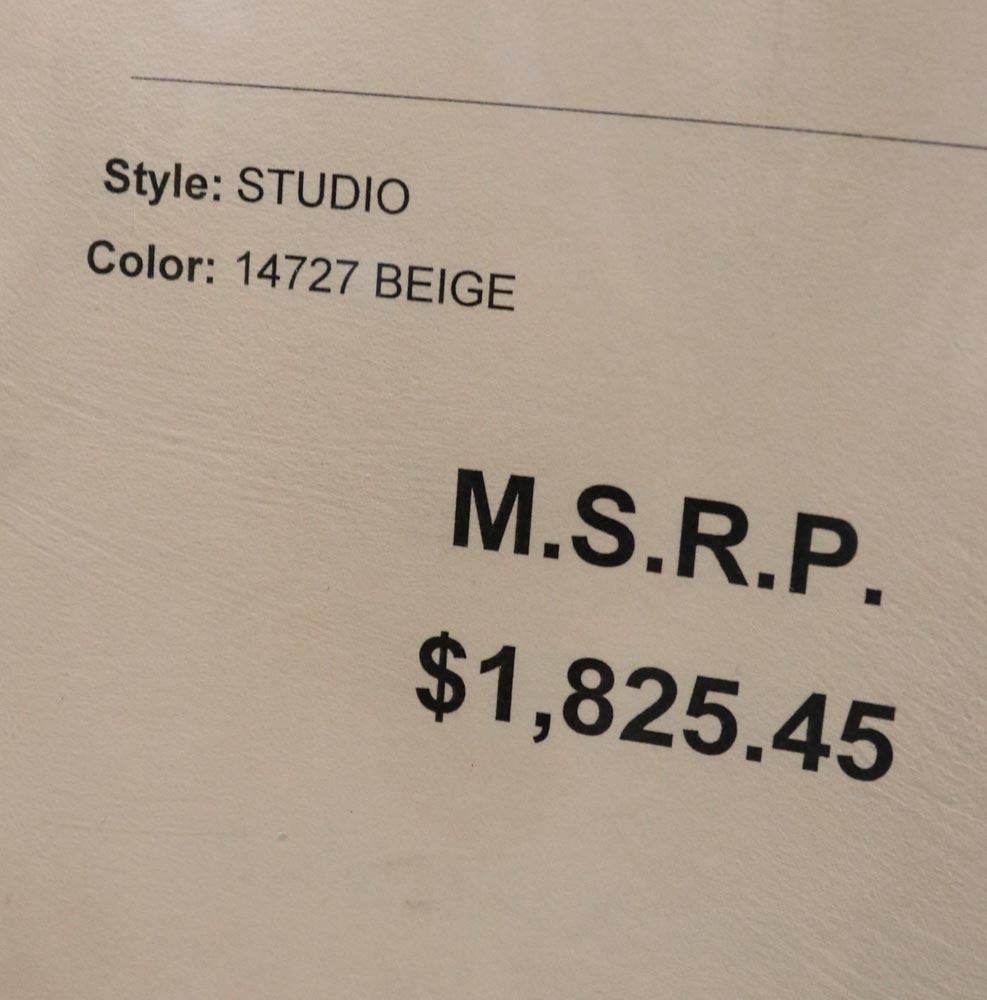 Style: STUDIO
Color: 14727 BEIGE
M.S.R.P.
$1,825.45